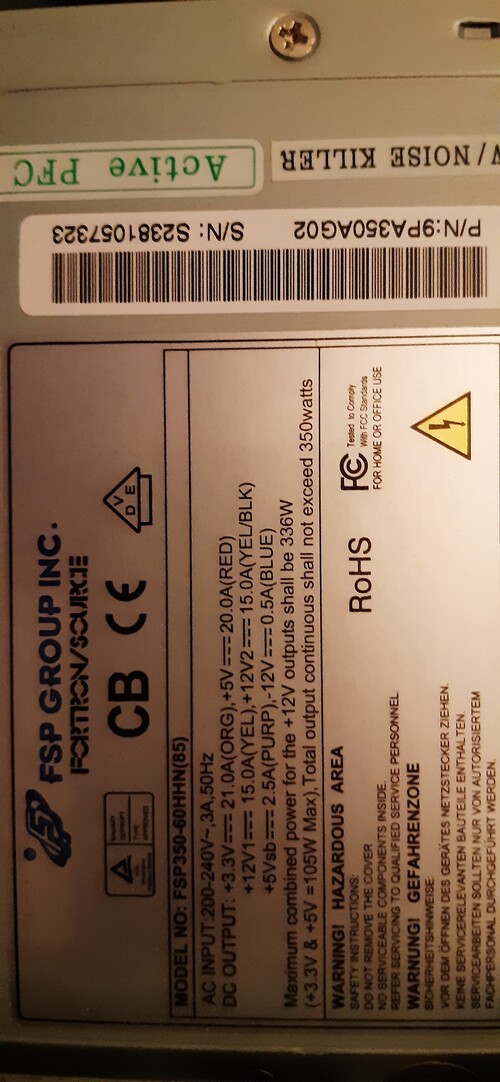 Active PFC
/ NOISE KILLER
S/N: S2381057323
P/N:9PA350AG02
FSP GROUP INC.
FORTRON/SOURCE
CB CE
VDE
MODEL NO: FSP350-60HHN(85)
AC INPUT:200-240V~,3A,50Hz
DC OUTPUT: +3.3V⎓21.0A(ORG),+5V⎓20.0A(RED)
+12V1⎓15.0A(YEL),+12V2⎓15.0A(YEL/BLK)
+5Vsb⎓2.5A(PURP),-12V⎓0.5A(BLUE)
Maximum combined power for the +12V outputs shall be 336W
(+3.3V & +5V =105W Max),Total output continuous shall not exceed 350watts
WARNING! HAZARDOUS AREA
SAFETY INSTRUCTIONS:
DO NOT REMOVE THE COVER
NO SERVICEABLE COMPONENTS INSIDE.
REFER SERVICING TO QUALIFIED SERVICE PERSONNEL
WARNUNG! GEFAHRENZONE
SICHERHEITSHINWEISE:
VOR DEM ÖFFNEN DES GERÄTES NETZSTECKER ZIEHEN.
KEINE SERVICERELEVANTEN BAUTEILE ENTHALTEN.
SERVICEARBEITEN SOLLTEN NUR VON AUTORISIERTEM
FACHPERSONAL DURCHGEFÜHRT WERDEN.
RoHS
FC
Tested to Comply
With FCC Standards
FOR HOME OR OFFICE USE